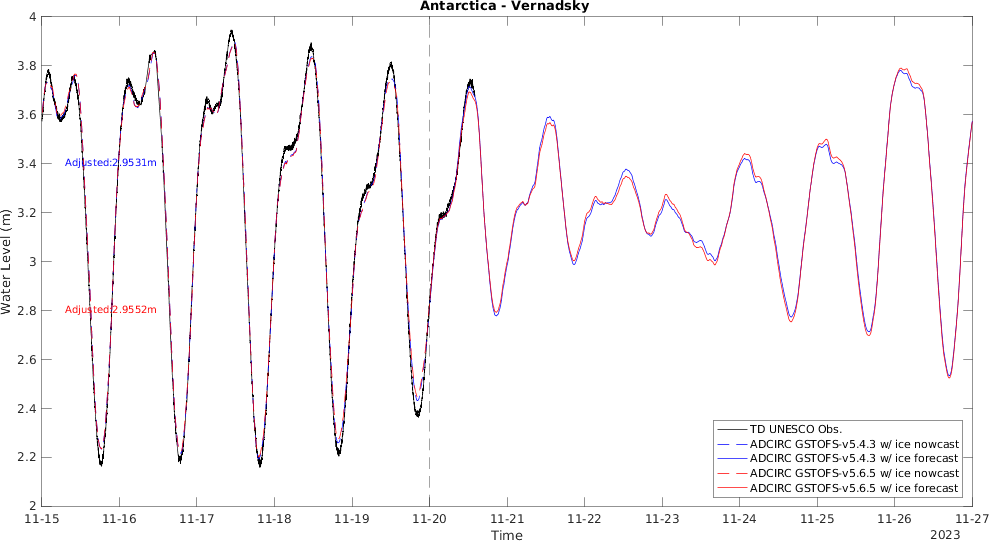 Antarctica - Vernadsky
4
3.8
3.6
3.4
3.2
3
2.8
2.6
2.4
2.2
2
Water Level (m)
Adjusted:2.9531m
Adjusted:2.9552m
TD UNESCO Obs.
ADCIRC GSTOFS-v5.4.3 w/ ice nowcast
ADCIRC GSTOFS-v5.4.3 w/ ice forecast
ADCIRC GSTOFS-v5.6.5 w/ ice nowcast
ADCIRC GSTOFS-v5.6.5 w/ ice forecast
11-15 11-16 11-17 11-18 11-19 11-20 11-21 11-22 11-23 11-24 11-25 11-26 11-27
Time
2023